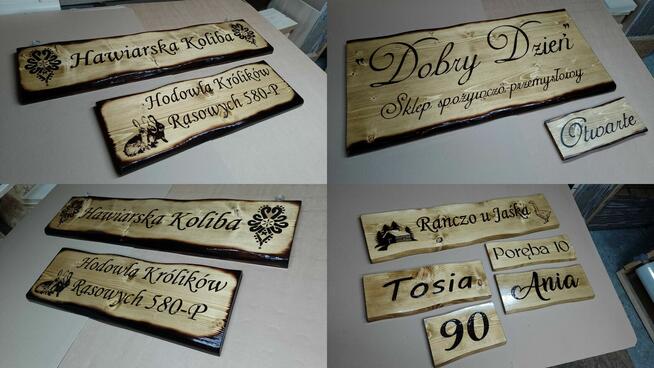 Hawiarska Koliba
Hodowla Królików
Rasowych 580-P
"Dobry Dzień"
Sklep spożywczo-przemysłowy
Otwarte
Hawiarska Koliba
Hodowla Królików
Rasowych 580-P
Ranczo u Jaśka
Poręba 10
Tosia
Ania
90